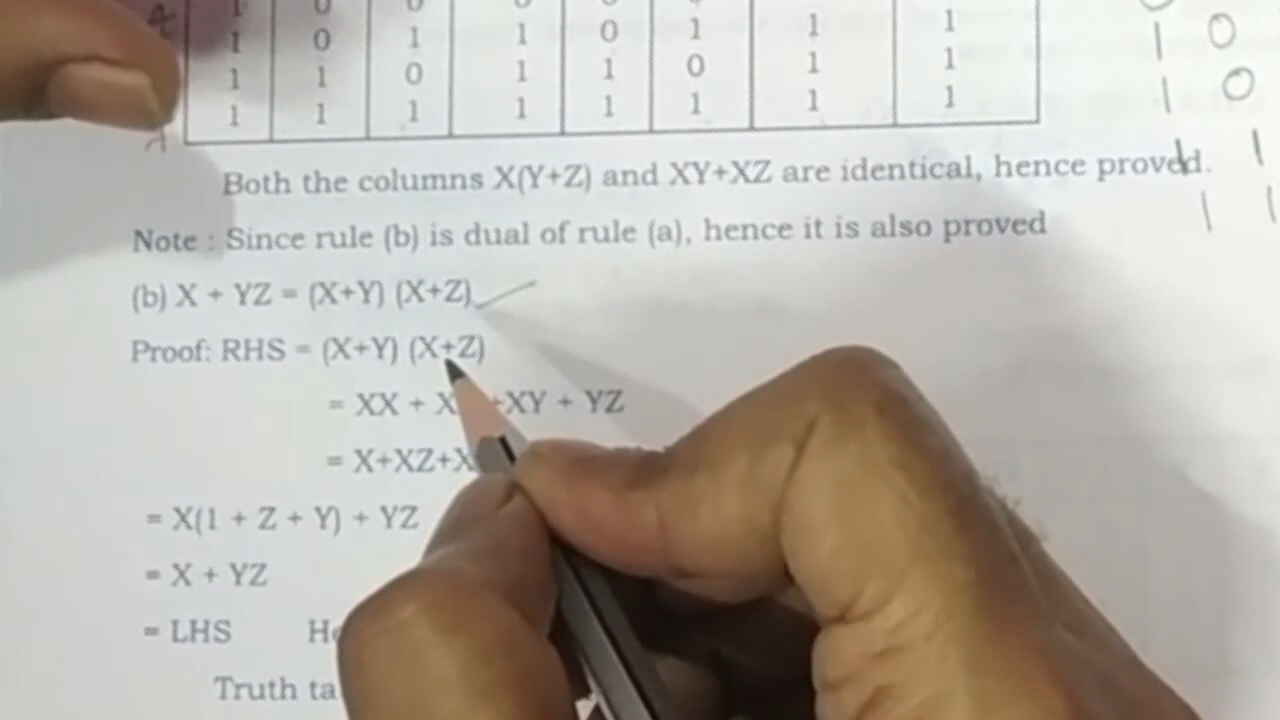 1 0 1 1 0 1 1 1
1 1 0 1 1 0 1 1
1 1 1 1 1 1 1 1
Both the columns X(Y+Z) and XY+XZ are identical, hence proved.
Note : Since rule (b) is dual of rule (a), hence it is also proved
(b) X + YZ = (X+Y) (X+Z)
Proof: RHS = (X+Y) (X+Z)
= XX + X +XY + YZ
= X+XZ+X
= X(1 + Z + Y) + YZ
= X + YZ
= LHS
Truth